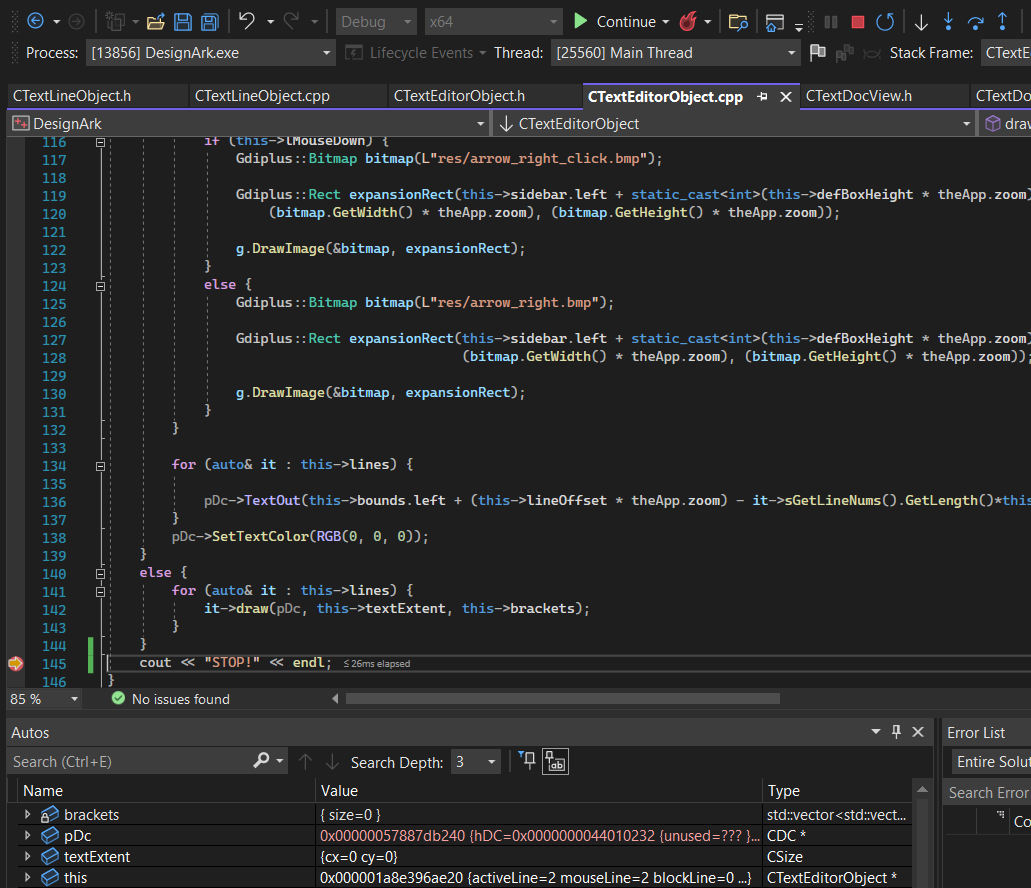 Debug x64 Continue
Process: [13856] DesignArk.exe Lifecycle Events Thread: [25560] Main Thread Stack Frame: CTextE
CTextLineObject.h CTextLineObject.cpp CTextEditorObject.h CTextEditorObject.cpp CTextDocView.h CTextDo
DesignArk CTextEditorObject draw
116 if (this->lMouseDown) {
117 Gdiplus::Bitmap bitmap(L"res/arrow_right_click.bmp");
118
119 Gdiplus::Rect expansionRect(this->sidebar.left + static_cast<int>(this->defBoxHeight * theApp.zoom)
120 (bitmap.GetWidth() * theApp.zoom), (bitmap.GetHeight() * theApp.zoom));
121
122 g.DrawImage(&bitmap, expansionRect);
123 }
124 else {
125 Gdiplus::Bitmap bitmap(L"res/arrow_right.bmp");
126
127 Gdiplus::Rect expansionRect(this->sidebar.left + static_cast<int>(this->defBoxHeight * theApp.zoom)
128 (bitmap.GetWidth() * theApp.zoom), (bitmap.GetHeight() * theApp.zoom));
129
130 g.DrawImage(&bitmap, expansionRect);
131 }
132 }
133
134 for (auto& it : this->lines) {
135
136 pDc->TextOut(this->bounds.left + (this->lineOffset * theApp.zoom) - it->sGetLineNums().GetLength()*this
137 }
138 pDc->SetTextColor(RGB(0, 0, 0));
139 }
140 else {
141 for (auto& it : this->lines) {
142 it->draw(pDc, this->textExtent, this->brackets);
143 }
144 }
145 cout << "STOP!" << endl; ≤ 26ms elapsed
146 }
85 % No issues found
Autos Error List
Search (Ctrl+E) Search Depth: 3 Entire Solu
Name Value Type Search Error
brackets { size=0 } std::vector<std::vect... Co
pDc 0x00000057887db240 {hDC=0x0000000044010232 {unused=??? }... CDC *
textExtent {cx=0 cy=0} CSize
this 0x000001a8e396ae20 {activeLine=2 mouseLine=2 blockLine=0 ...} CTextEditorObject *